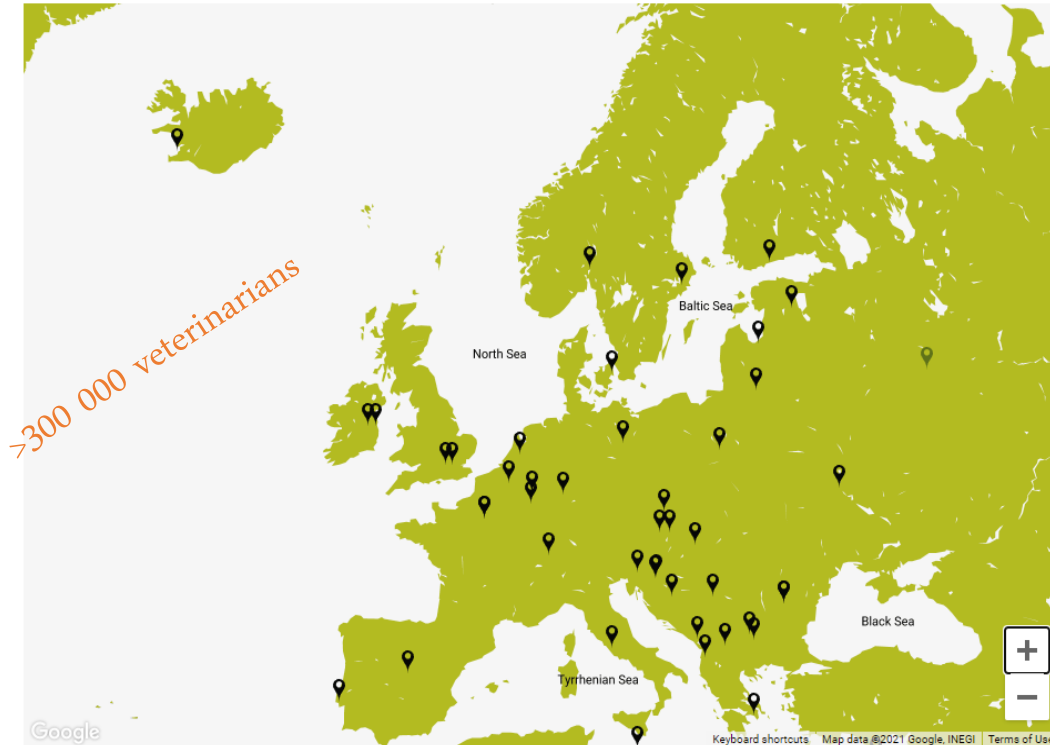 >300 000 veterinarians
Baltic Sea
North Sea
Black Sea
Tyrrhenian Sea
+
−
Google
Keyboard shortcuts
Map data ©2021 Google, INEGI
Terms of Use